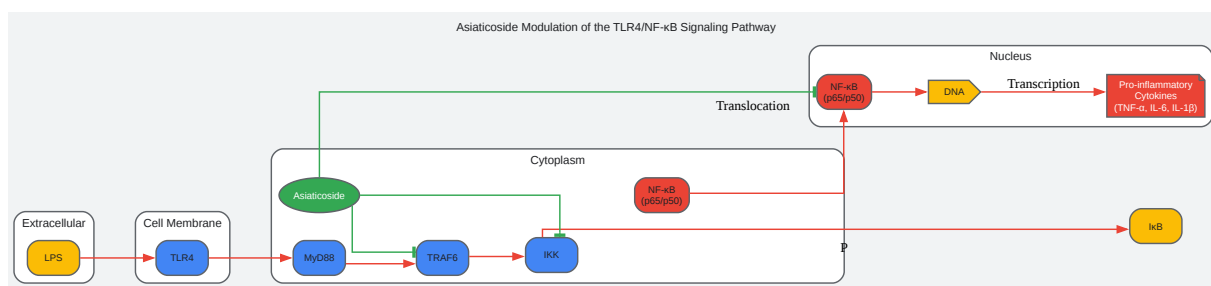 Asiaticoside Modulation of the TLR4/NF-κB Signaling Pathway
Nucleus
NF-κB
(p65/p50)
DNA
Transcription
Pro-inflammatory
Cytokines
(TNF-α, IL-6, IL-1β)
Translocation
Cytoplasm
Asiaticoside
NF-κB
(p65/p50)
Extracellular
Cell Membrane
IκB
LPS
TLR4
MyD88
TRAF6
IKK
P